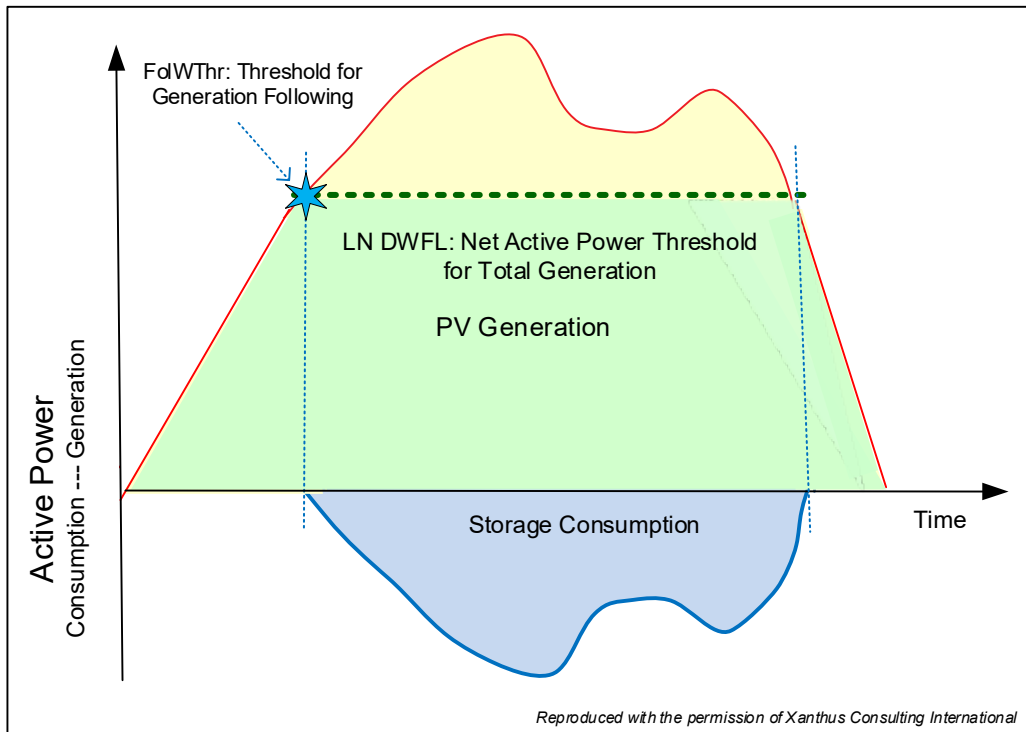 FolWThr: Threshold for
Generation Following
LN DWFL: Net Active Power Threshold
for Total Generation
PV Generation
Active Power
Consumption --- Generation
Storage Consumption
Time
Reproduced with the permission of Xanthus Consulting International